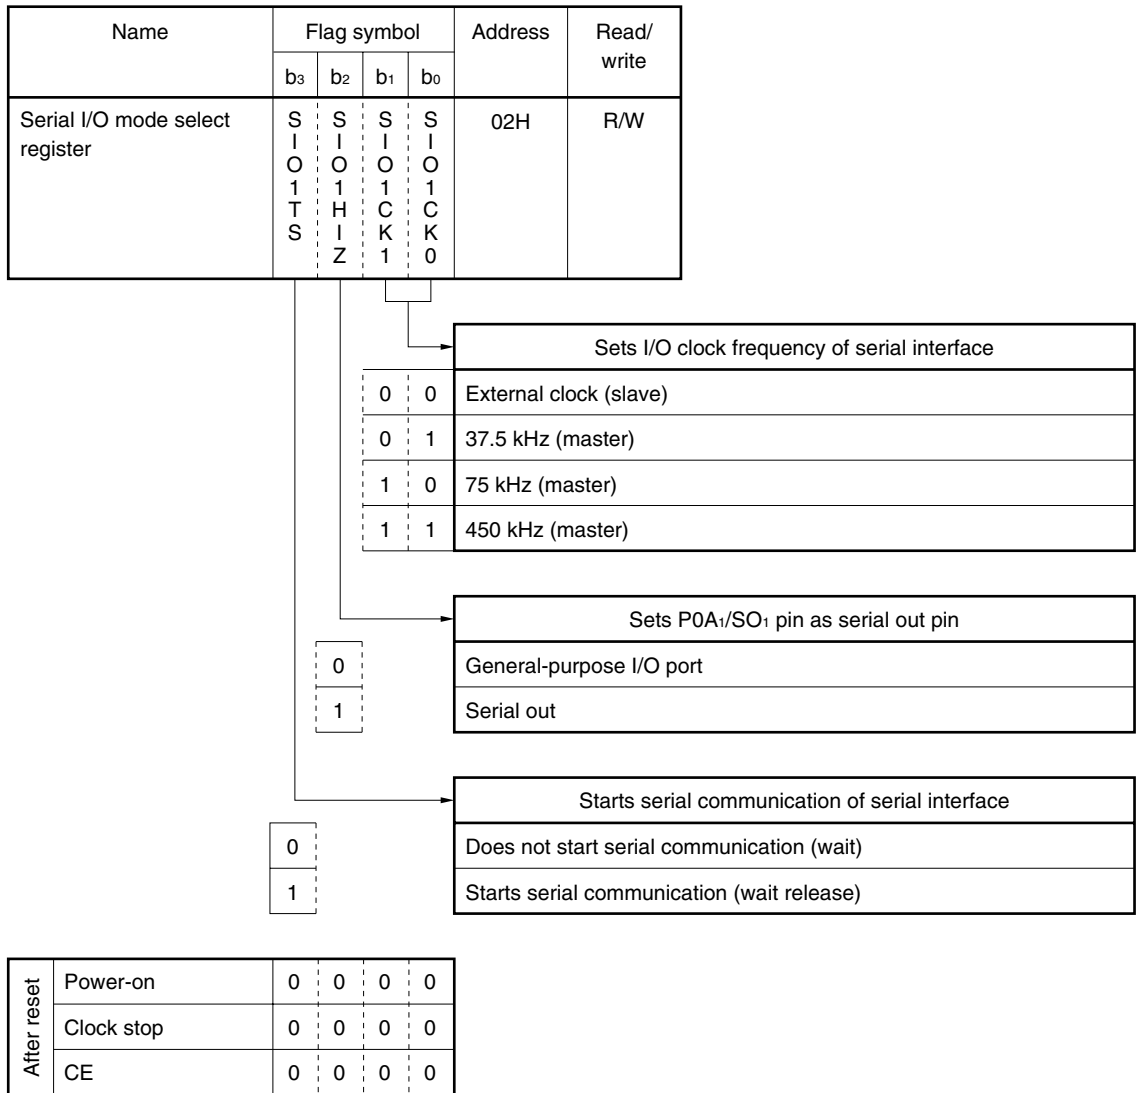 Name Flag symbol Address Read/
write
b3 b2 b1 b0
Serial I/O mode select
register
SIO1TS
SIO1HIZ
SIO1CK1
SIO1CK0
02H R/W
Sets I/O clock frequency of serial interface
0 0 External clock (slave)
0 1 37.5 kHz (master)
1 0 75 kHz (master)
1 1 450 kHz (master)
Sets P0A1/SO1 pin as serial out pin
0 General-purpose I/O port
1 Serial out
Starts serial communication of serial interface
0 Does not start serial communication (wait)
1 Starts serial communication (wait release)
After reset
Power-on 0 0 0 0
Clock stop 0 0 0 0
CE 0 0 0 0